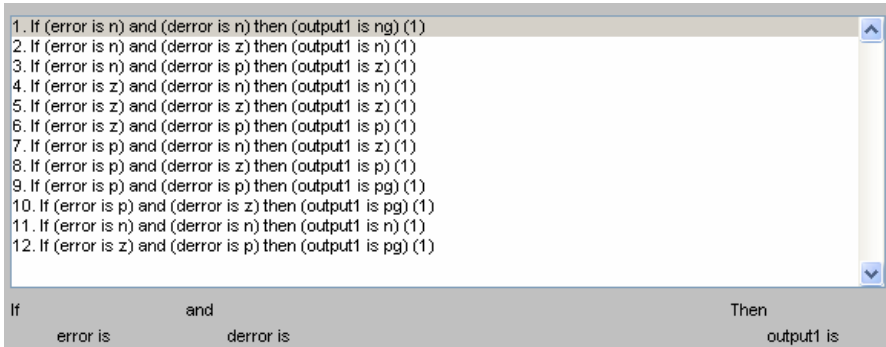 1. If (error is n) and (derror is n) then (output1 is ng) (1)
2. If (error is n) and (derror is z) then (output1 is n) (1)
3. If (error is n) and (derror is p) then (output1 is z) (1)
4. If (error is z) and (derror is n) then (output1 is n) (1)
5. If (error is z) and (derror is z) then (output1 is z) (1)
6. If (error is z) and (derror is p) then (output1 is p) (1)
7. If (error is p) and (derror is n) then (output1 is z) (1)
8. If (error is p) and (derror is z) then (output1 is p) (1)
9. If (error is p) and (derror is p) then (output1 is pg) (1)
10. If (error is p) and (derror is z) then (output1 is pg) (1)
11. If (error is n) and (derror is n) then (output1 is n) (1)
12. If (error is z) and (derror is p) then (output1 is pg) (1)
If and Then
error is derror is output1 is